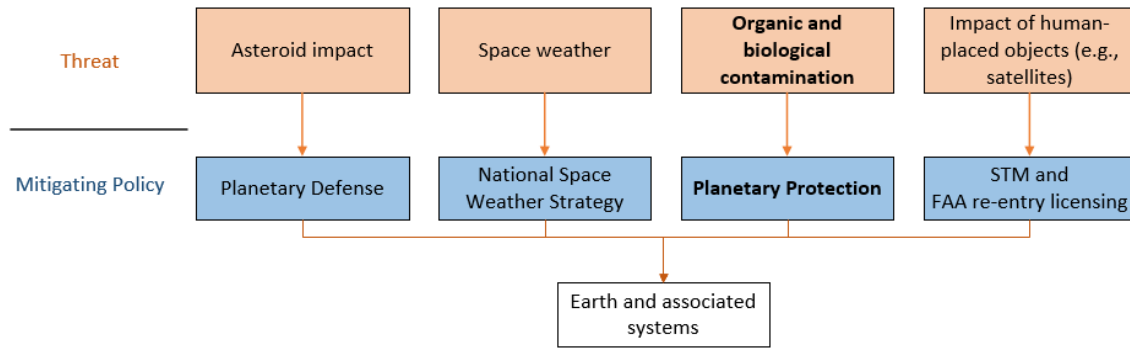 Threat
Asteroid impact
Space weather
Organic and
biological
contamination
Impact of human-
placed objects (e.g.,
satellites)
Mitigating Policy
Planetary Defense
National Space
Weather Strategy
Planetary Protection
STM and
FAA re-entry licensing
Earth and associated
systems